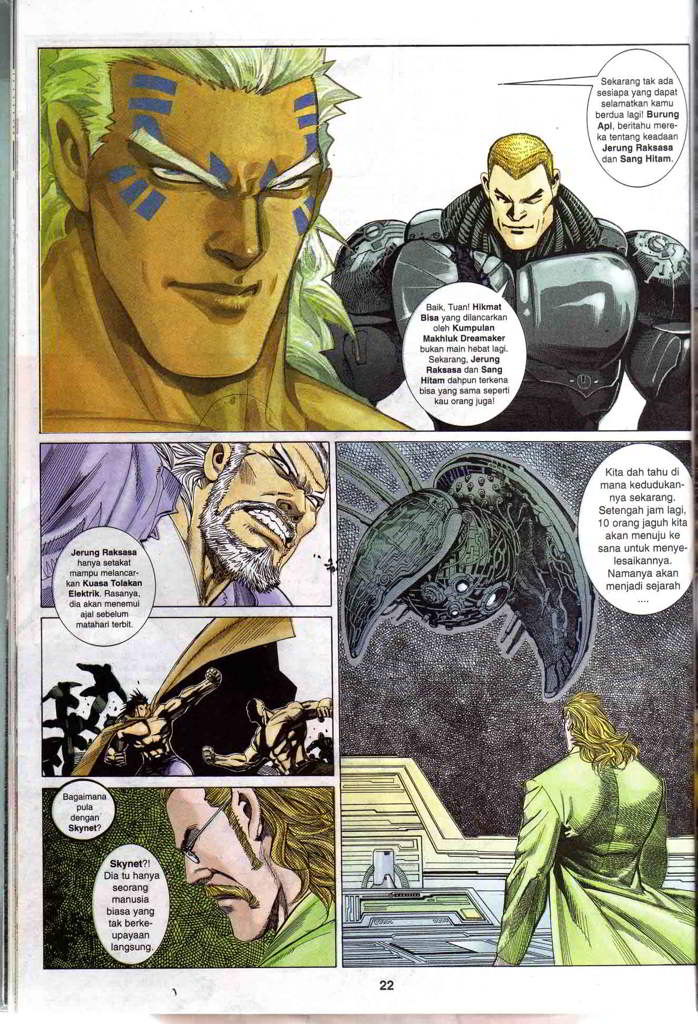 Sekarang tak ada
sesiapa yang dapat
selamatkan kamu
berdua lagi! Burung
Api, beritahu mere-
ka tentang keadaan
Jerung Raksasa
dan Sang Hitam.
Baik, Tuan! Hikmat
Bisa yang dilancarkan
oleh Kumpulan
Makhluk Dreamaker
bukan main hebat lagi.
Sekarang, Jerung
Raksasa dan Sang
Hitam dahpun terkena
bisa yang sama seperti
kau orang juga!
Jerung Raksasa
hanya setakat
mampu melancar-
kan Kuasa Tolakan
Elektrik. Rasanya,
dia akan menemui
ajal sebelum
matahari terbit.
Kita dah tahu di
mana kedudukan-
nya sekarang.
Setengah jam lagi,
10 orang jaguh kita
akan menuju ke
sana untuk menye-
lesaikannya.
Namanya akan
menjadi sejarah
....
Bagaimana
pula
dengan
Skynet?
Skynet?!
Dia tu hanya
seorang
manusia
biasa yang
tak berke-
upayaan
langsung.
22